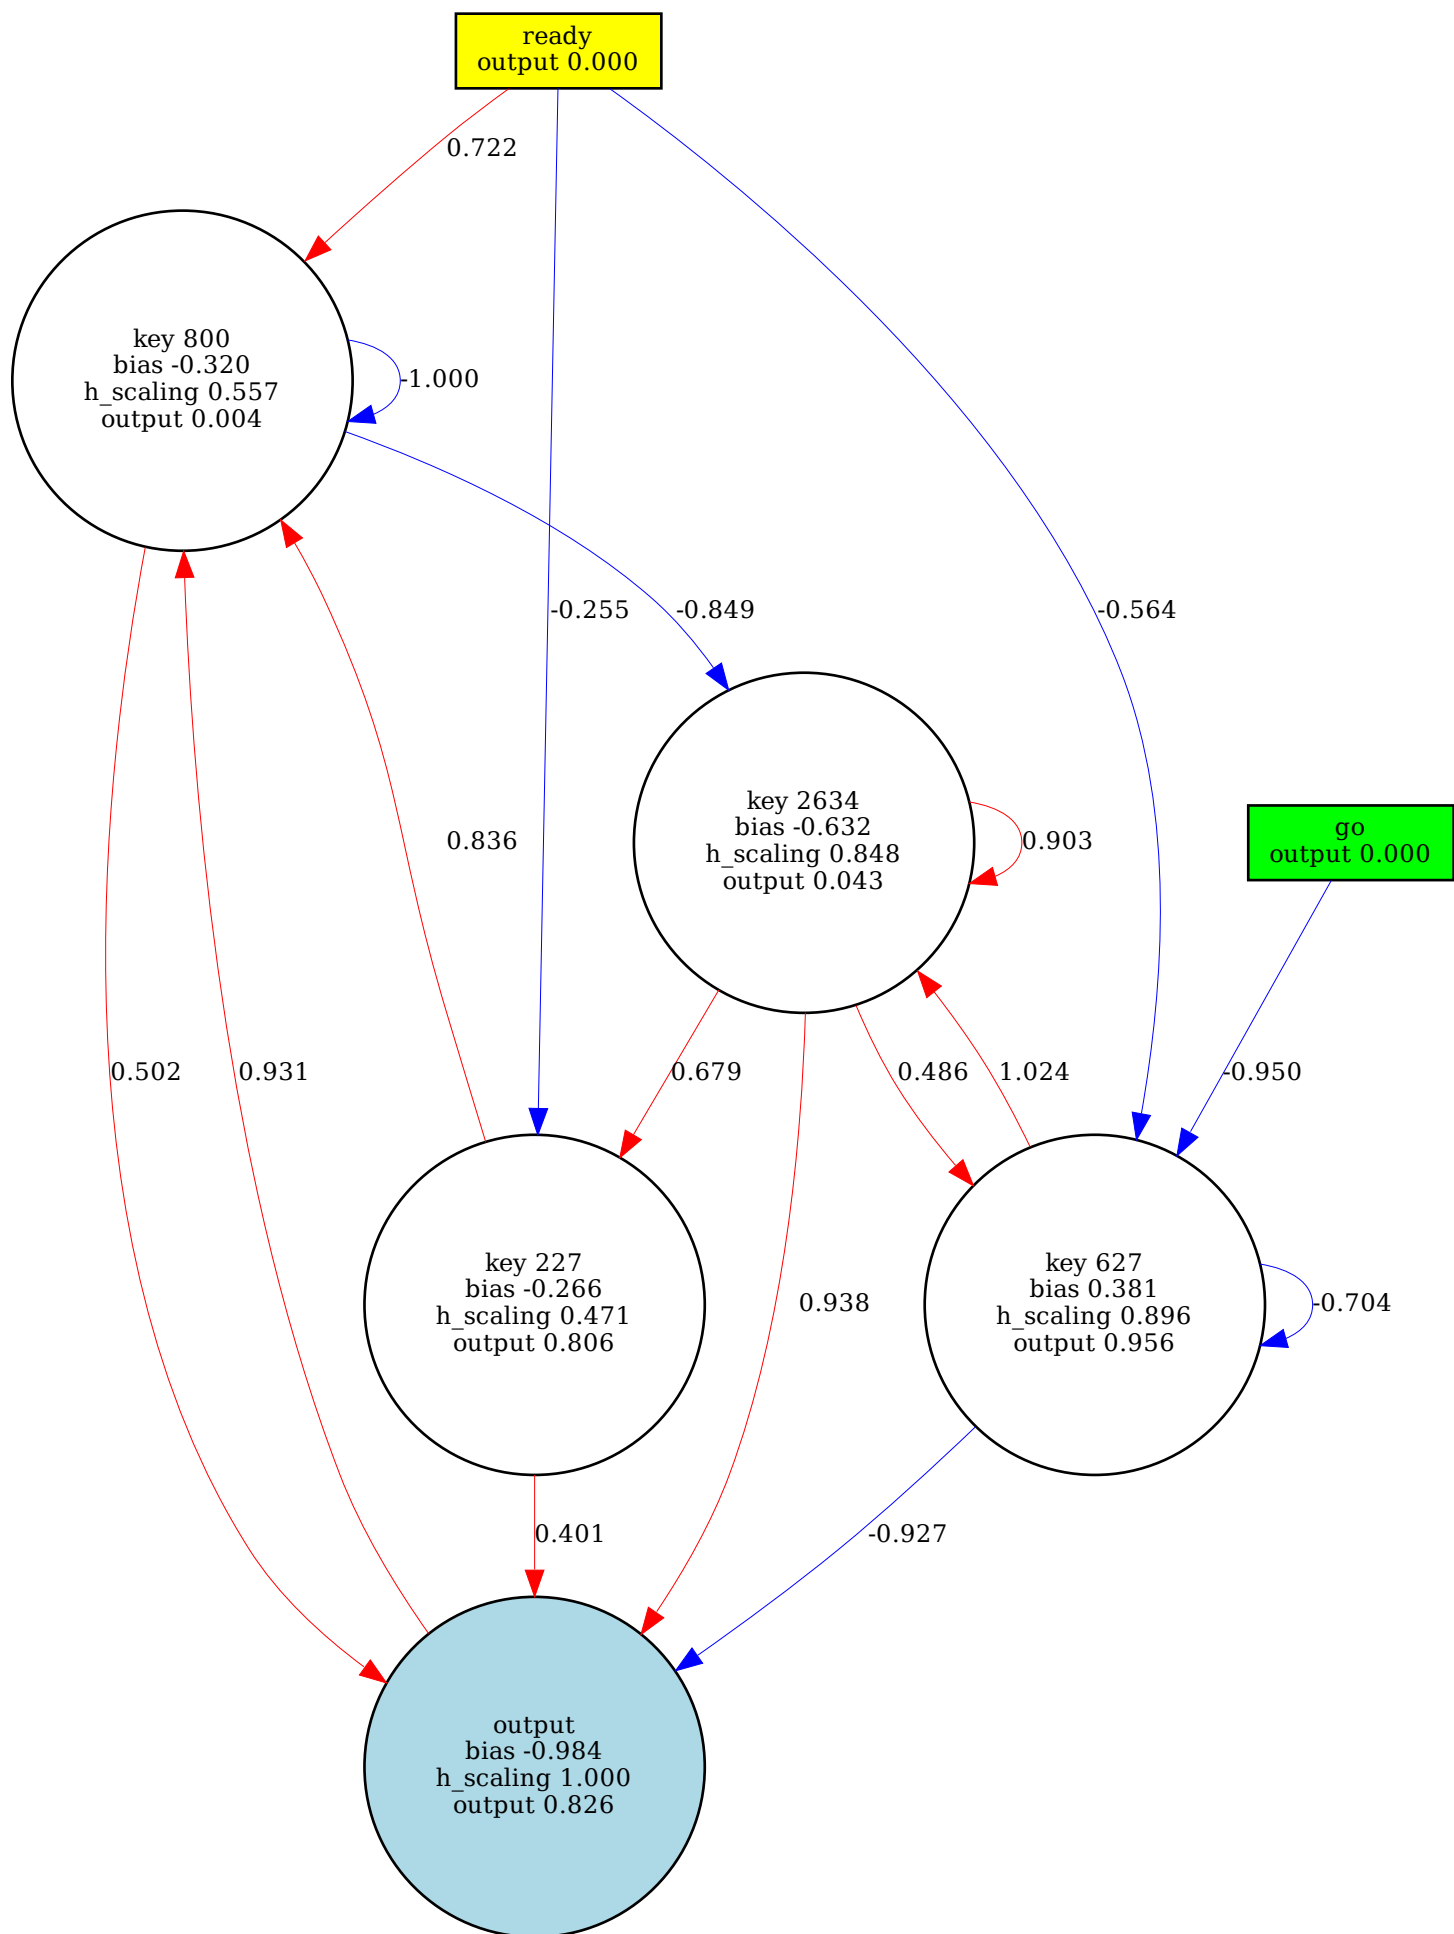 ready
output 0.000
0.722
key 800
bias -0.320
h_scaling 0.557
output 0.004
-1.000
-0.255
-0.849
-0.564
key 2634
bias -0.632
h_scaling 0.848
output 0.043
0.836
0.903
go
output 0.000
0.502
0.931
0.679
0.486
1.024
-0.950
key 227
bias -0.266
h_scaling 0.471
output 0.806
0.938
key 627
bias 0.381
h_scaling 0.896
output 0.956
-0.704
0.401
-0.927
output
bias -0.984
h_scaling 1.000
output 0.826